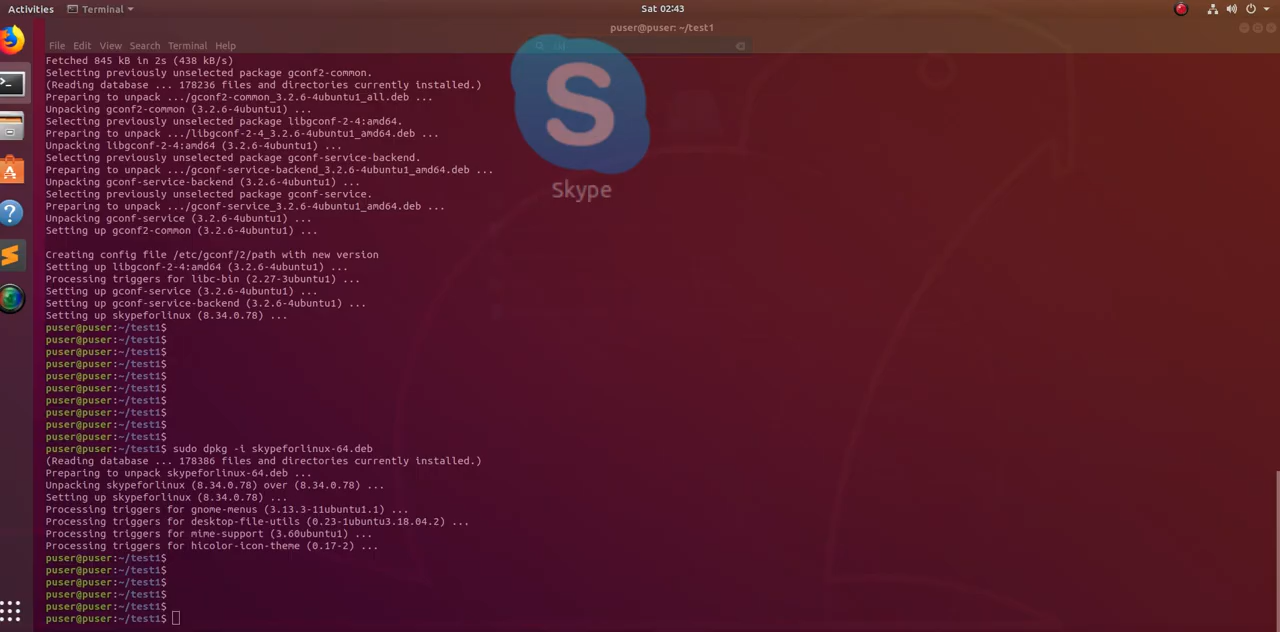 Activities Terminal Sat 02:43
puser@puser: ~/test1
File Edit View Search Terminal Help
Fetched 845 kB in 2s (438 kB/s)
Selecting previously unselected package gconf2-common.
(Reading database ... 178236 files and directories currently installed.)
Preparing to unpack .../gconf2-common_3.2.6-4ubuntu1_all.deb ...
Unpacking gconf2-common (3.2.6-4ubuntu1) ...
Selecting previously unselected package libgconf-2-4:amd64.
Preparing to unpack .../libgconf-2-4_3.2.6-4ubuntu1_amd64.deb ...
Unpacking libgconf-2-4:amd64 (3.2.6-4ubuntu1) ...
Selecting previously unselected package gconf-service-backend.
Preparing to unpack .../gconf-service-backend_3.2.6-4ubuntu1_amd64.deb ...
Unpacking gconf-service-backend (3.2.6-4ubuntu1) ...
Selecting previously unselected package gconf-service.
Preparing to unpack .../gconf-service_3.2.6-4ubuntu1_amd64.deb ...
Unpacking gconf-service (3.2.6-4ubuntu1) ...
Setting up gconf2-common (3.2.6-4ubuntu1) ...
Creating config file /etc/gconf/2/path with new version
Setting up libgconf-2-4:amd64 (3.2.6-4ubuntu1) ...
Processing triggers for libc-bin (2.27-3ubuntu1) ...
Setting up gconf-service (3.2.6-4ubuntu1) ...
Setting up gconf-service-backend (3.2.6-4ubuntu1) ...
Setting up skypeforlinux (8.34.0.78) ...
puser@puser:~/test1$
puser@puser:~/test1$
puser@puser:~/test1$
puser@puser:~/test1$
puser@puser:~/test1$
puser@puser:~/test1$
puser@puser:~/test1$
puser@puser:~/test1$
puser@puser:~/test1$
puser@puser:~/test1$
puser@puser:~/test1$ sudo dpkg -i skypeforlinux-64.deb
(Reading database ... 178386 files and directories currently installed.)
Preparing to unpack skypeforlinux-64.deb ...
Unpacking skypeforlinux (8.34.0.78) over (8.34.0.78) ...
Setting up skypeforlinux (8.34.0.78) ...
Processing triggers for gnome-menus (3.13.3-11ubuntu1.1) ...
Processing triggers for desktop-file-utils (0.23-1ubuntu3.18.04.2) ...
Processing triggers for mime-support (3.60ubuntu1) ...
Processing triggers for hicolor-icon-theme (0.17-2) ...
puser@puser:~/test1$
puser@puser:~/test1$
puser@puser:~/test1$
puser@puser:~/test1$
puser@puser:~/test1$
puser@puser:~/test1$
S
Skype